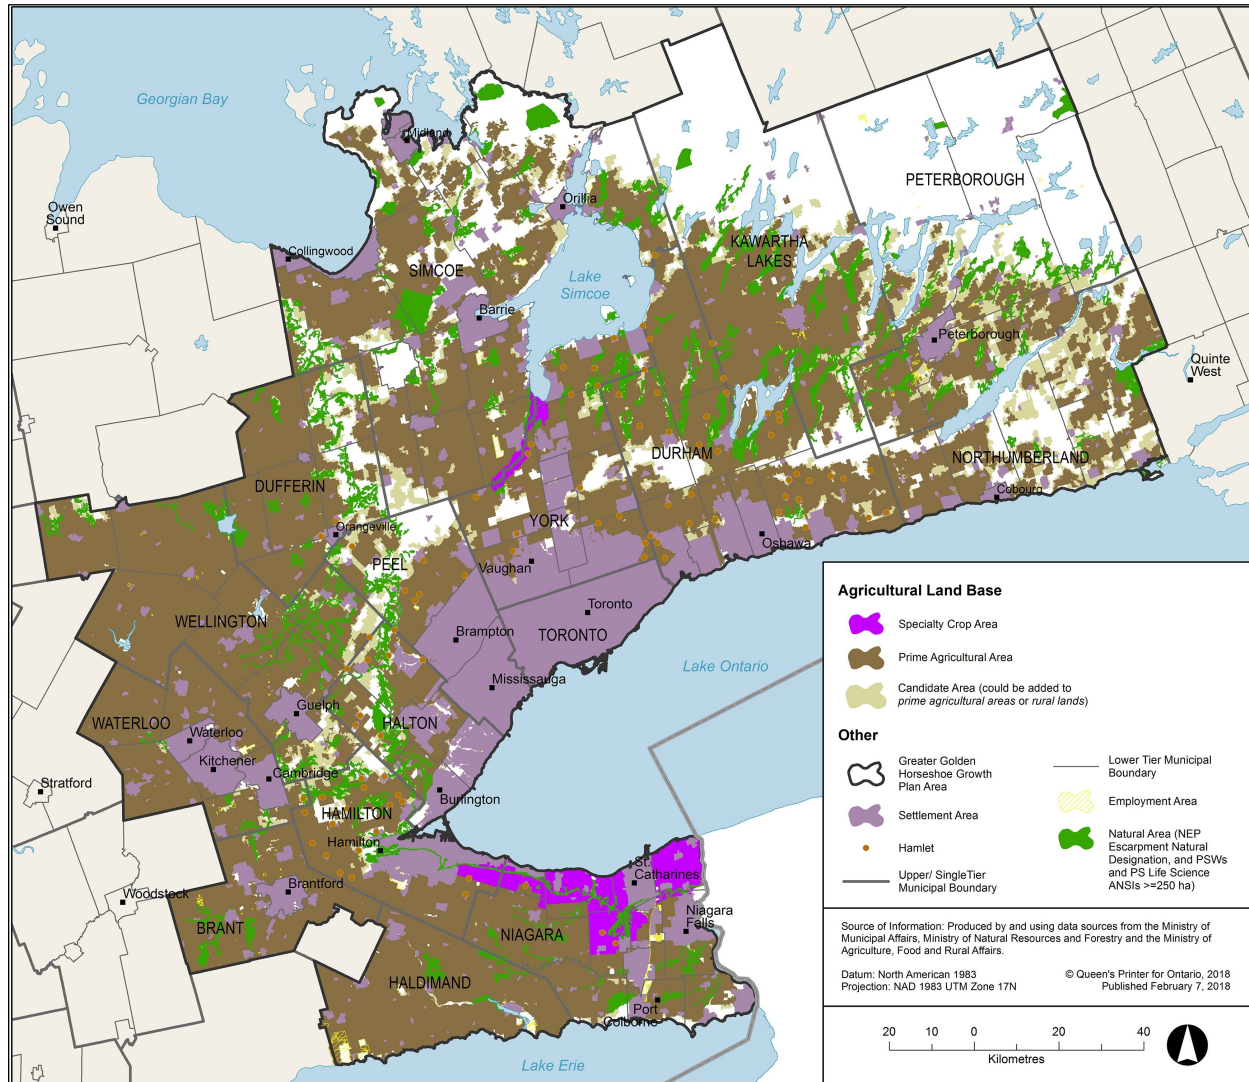 Georgian Bay
Midland
PETERBOROUGH
Owen
Sound
Orillia
KAWARTHA
LAKES
Collingwood
SIMCOE
Lake
Simcoe
Barrie
Peterborough
Quinte
West
DURHAM
NORTHUMBERLAND
DUFFERIN
Cobourg
YORK
Orangeville
Oshawa
PEEL
Vaughan
WELLINGTON
Toronto
Brampton
TORONTO
Lake Ontario
Mississauga
Guelph
WATERLOO
HALTON
Waterloo
Kitchener
Cambridge
Stratford
Burlington
HAMILTON
Hamilton
St.
Catharines
Woodstock
Brantford
Niagara
Falls
BRANT
NIAGARA
HALDIMAND
Port
Colborne
Lake Erie
Agricultural Land Base
Specialty Crop Area
Prime Agricultural Area
Candidate Area (could be added to
prime agricultural areas or rural lands)
Other
Greater Golden
Horseshoe Growth
Plan Area
Settlement Area
Hamlet
Upper/ SingleTier
Municipal Boundary
Lower Tier Municipal
Boundary
Employment Area
Natural Area (NEP
Escarpment Natural
Designation, and PSWs
and PS Life Science
ANSIs >=250 ha)
Source of Information: Produced by and using data sources from the Ministry of
Municipal Affairs, Ministry of Natural Resources and Forestry and the Ministry of
Agriculture, Food and Rural Affairs.
Datum: North American 1983
Projection: NAD 1983 UTM Zone 17N
© Queen's Printer for Ontario, 2018
Published February 7, 2018
20 10 0 20 40
Kilometres